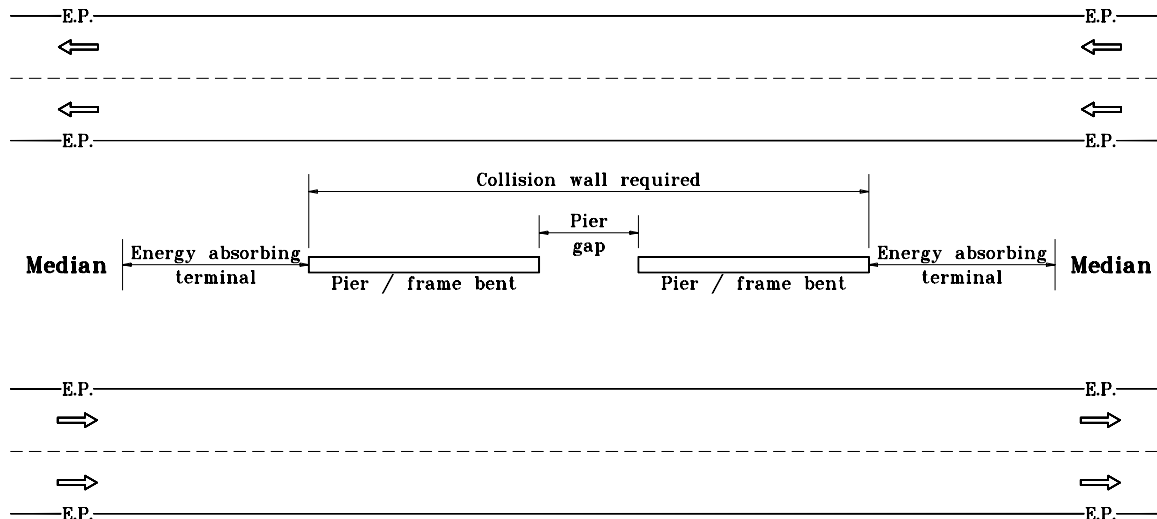 E.P. E.P.
E.P. E.P.
Collision wall required
Pier
gap
Median Energy absorbing
terminal Energy absorbing
terminal Median
Pier / frame bent Pier / frame bent
E.P. E.P.
E.P. E.P.